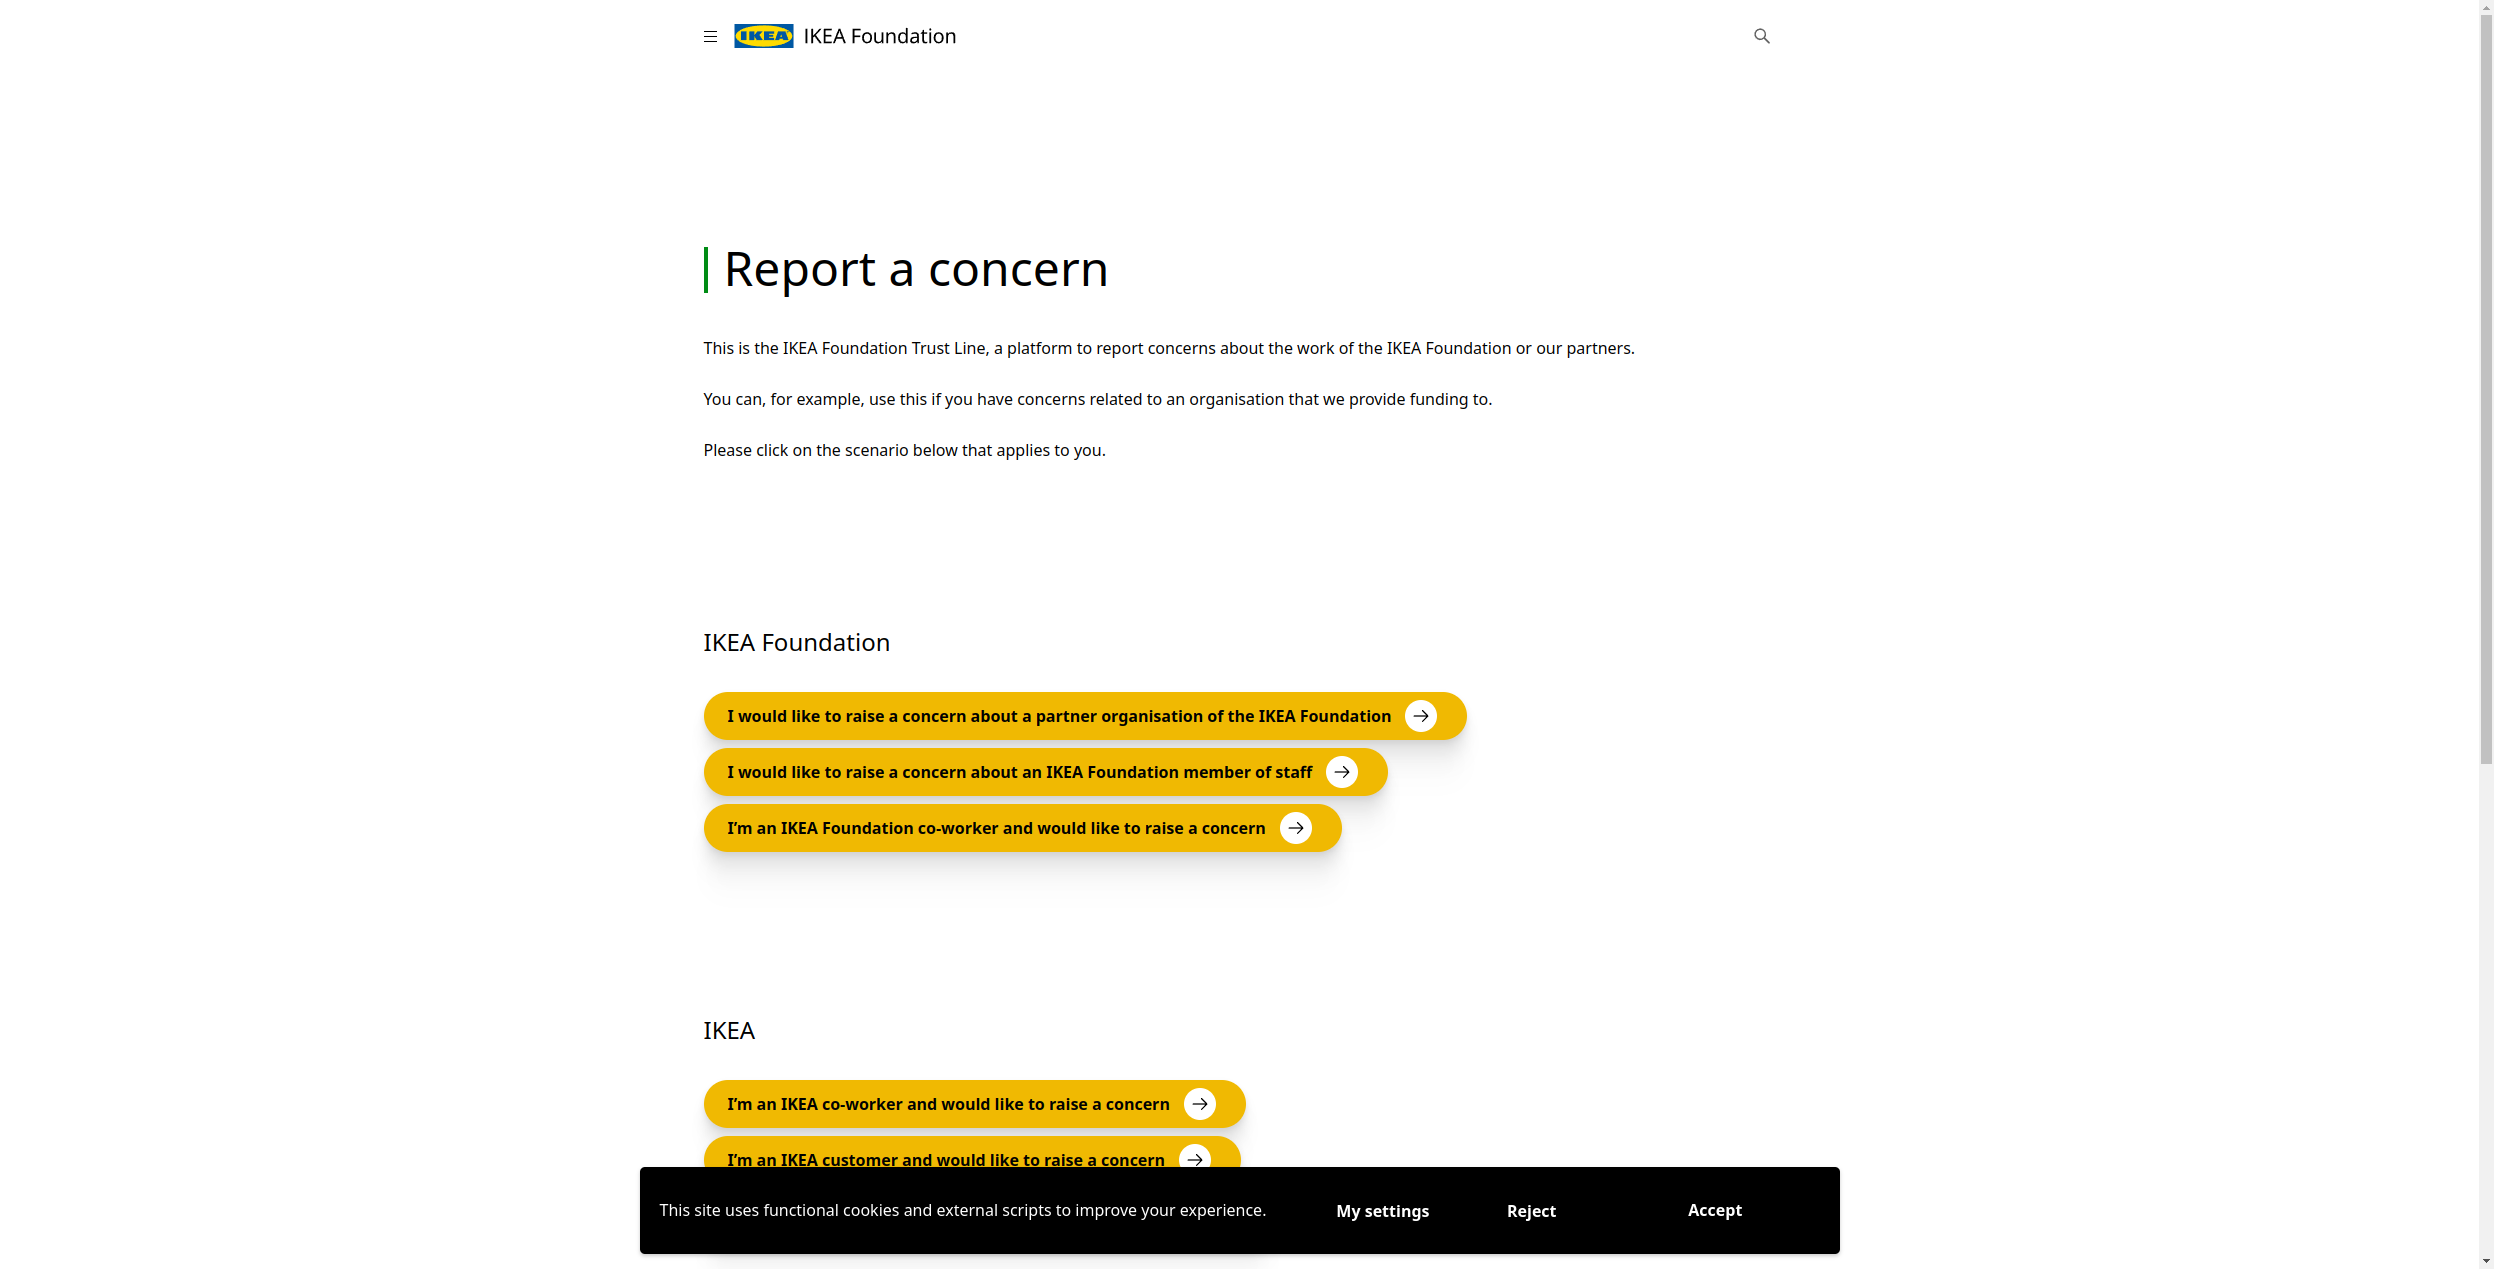 IKEA
IKEA Foundation
Report a concern
This is the IKEA Foundation Trust Line, a platform to report concerns about the work of the IKEA Foundation or our partners.
You can, for example, use this if you have concerns related to an organisation that we provide funding to.
Please click on the scenario below that applies to you.
IKEA Foundation
I would like to raise a concern about a partner organisation of the IKEA Foundation
I would like to raise a concern about an IKEA Foundation member of staff
I’m an IKEA Foundation co-worker and would like to raise a concern
IKEA
I’m an IKEA co-worker and would like to raise a concern
I’m an IKEA customer and would like to raise a concern
This site uses functional cookies and external scripts to improve your experience.
My settings
Reject
Accept